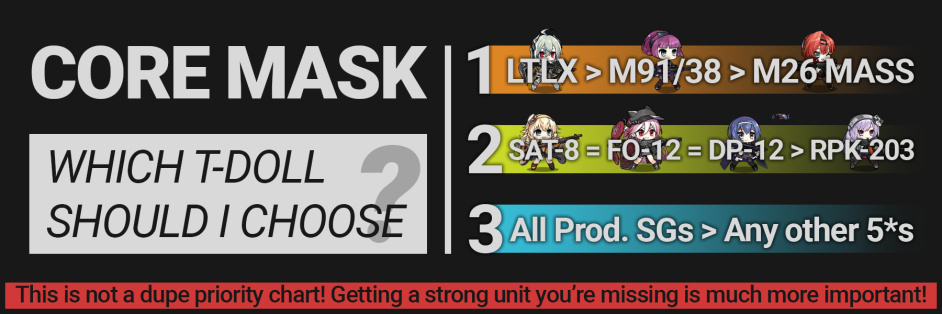 CORE MASK
WHICH T-DOLL
SHOULD I CHOOSE
?
1 LTLX > M91/38 > M26 MASS
2 SAT-8 = FO-12 = DP-12 > RPK-203
3 All Prod. SGs > Any other 5*s
This is not a dupe priority chart! Getting a strong unit you’re missing is much more important!